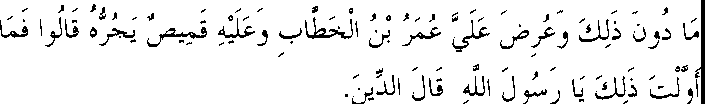 مَا دُونَ ذَلِكَ وَعُرِضَ عَلَيَّ عُمَرُ بْنُ الْخَطَّابِ وَعَلَيْهِ قَمِيصٌ يَجُرُّهُ قَالُوا فَمَا
أَوَّلْتَ ذَلِكَ يَا رَسُولَ اللَّهِ قَالَ الدِّينَ.